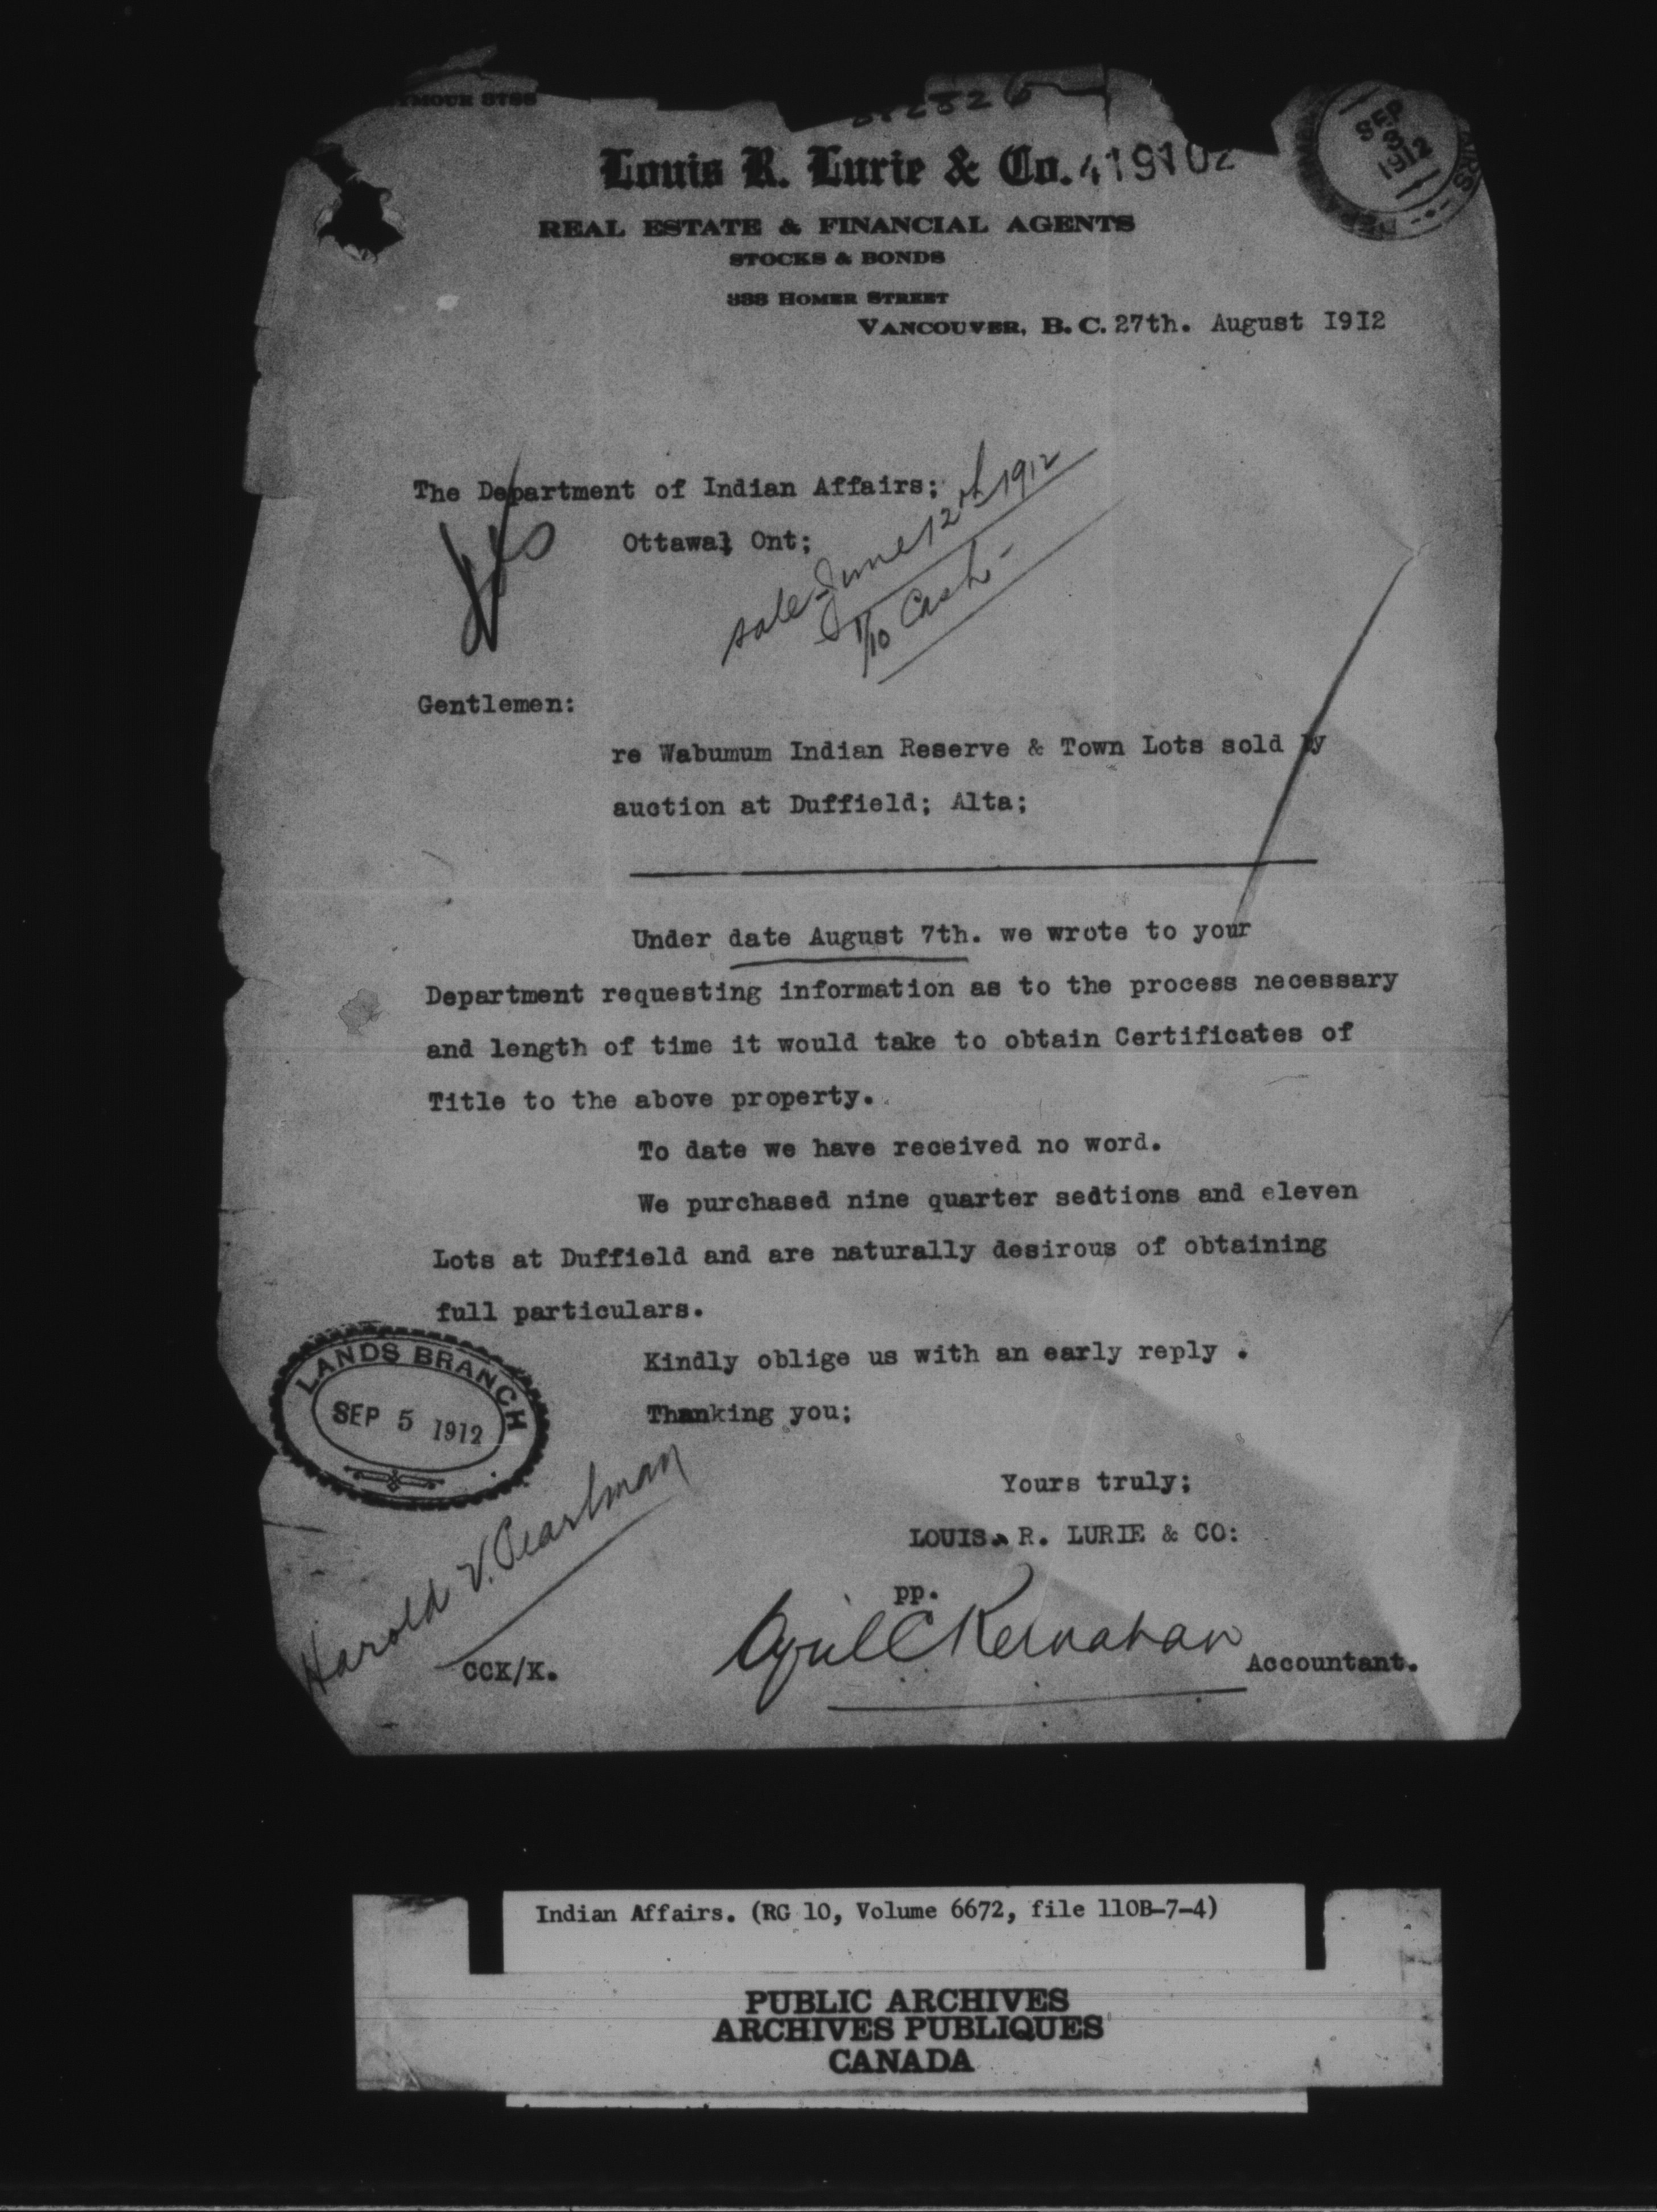 YMOUR 3788
Louis R. Lurie & Co. 419102
SEP 3 1912
REAL ESTATE & FINANCIAL AGENTS
STOCKS & BONDS
HOMER STREET
VANCOUVER, B. C. 27th. August 1912
The Department of Indian Affairs;
Ottawa; Ont;
sale June 12th 1912
1/10 Cash -
Gentlemen:
re Wabumum Indian Reserve & Town Lots sold by
auction at Duffield; Alta;
Under date August 7th. we wrote to your
Department requesting information as to the process necessary
and length of time it would take to obtain Certificates of
Title to the above property.
To date we have received no word.
We purchased nine quarter sedtions and eleven
Lots at Duffield and are naturally desirous of obtaining
full particulars.
Kindly oblige us with an early reply .
Thanking you;
LANDS BRANCH
SEP 5 1912
Yours truly;
LOUIS. R. LURIE & CO:
pp.
Harold V. Pearlman
Cyril C Kernahan Accountant.
CCK/K.
Indian Affairs. (RG 10, Volume 6672, file 110B-7-4)
PUBLIC ARCHIVES
ARCHIVES PUBLIQUES
CANADA